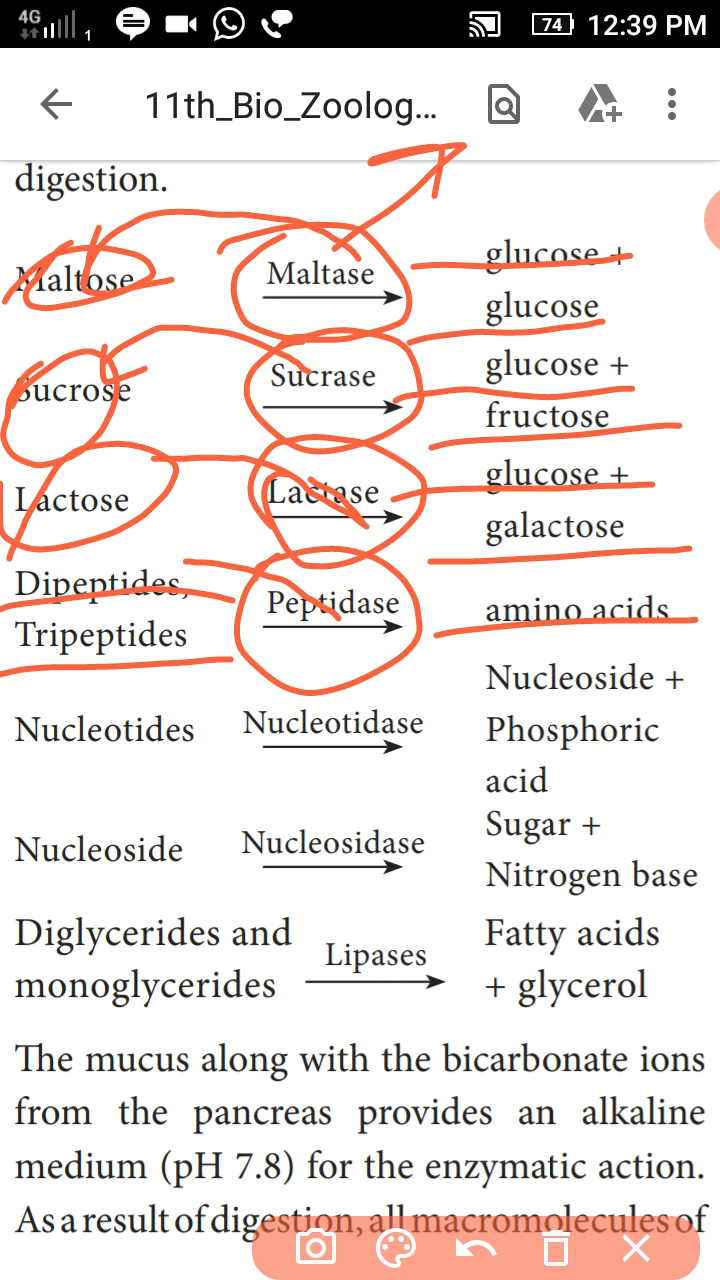 4G 1 74 12:39 PM
11th_Bio_Zoolog...
digestion.
Maltose Maltase glucose +
glucose
Sucrose Sucrase glucose +
fructose
Lactose Lactase glucose +
galactose
Dipeptides,
Tripeptides Peptidase amino acids
Nucleotides Nucleotidase Nucleoside +
Phosphoric
acid
Nucleoside Nucleosidase Sugar +
Nitrogen base
Diglycerides and
monoglycerides Lipases Fatty acids
+ glycerol
The mucus along with the bicarbonate ions
from the pancreas provides an alkaline
medium (pH 7.8) for the enzymatic action.
As a result of digestion, all macromolecules of